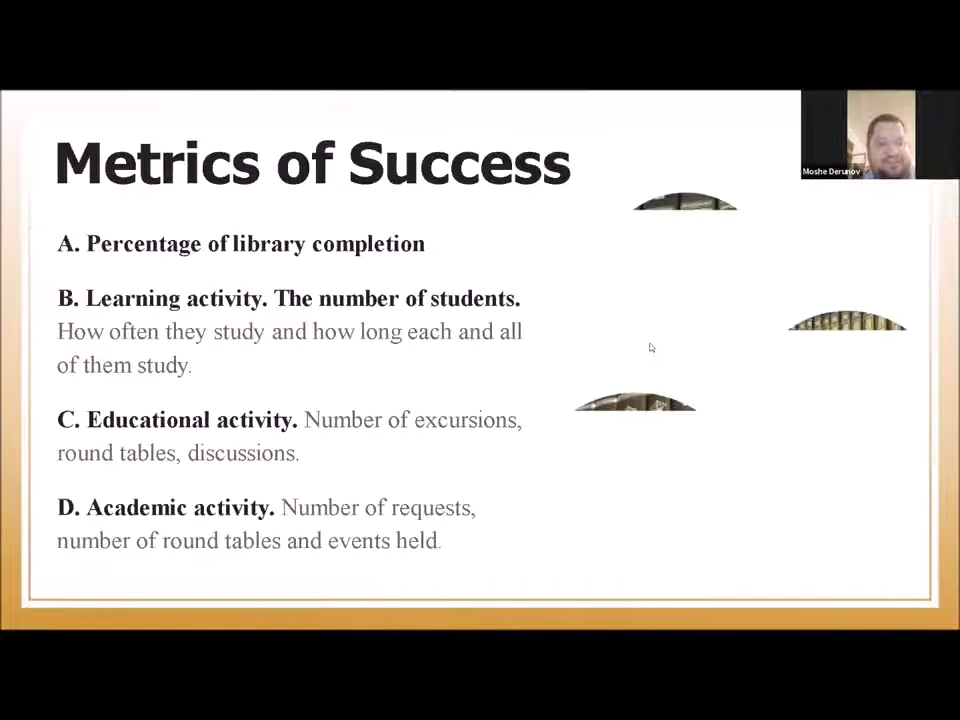 Metrics of Success
Moshe Derunov
A. Percentage of library completion
B. Learning activity. The number of students.
How often they study and how long each and all
of them study.
C. Educational activity. Number of excursions,
round tables, discussions.
D. Academic activity. Number of requests,
number of round tables and events held.